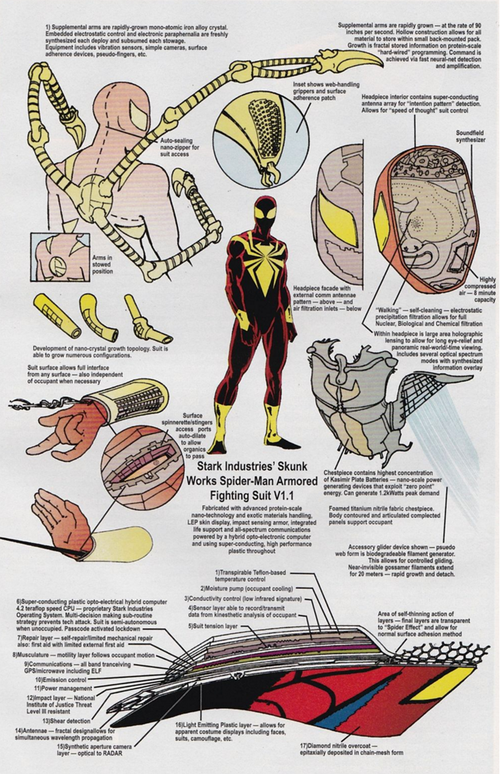 1) Supplemental arms are rapidly-grown mono-atomic iron alloy crystal.
Embedded electrostatic control and electronic paraphernalia are freshly
synthesized each deploy and subsumed each stowage.
Equipment includes vibration sensors, simple cameras, surface
adherence devices, pseudo-fingers, etc.
Supplemental arms are rapidly grown — at the rate of 90
inches per second. Hollow construction allows for all
material to store within small back-mounted pack.
Growth is fractal stored information on protein-scale
"hard-wired" programming. Command is
achieved via fast neural-net detection
and amplification.
Inset shows web-handling
grippers and surface
adherence patch
Headpiece interior contains super-conducting
antenna array for "intention pattern" detection.
Allows for "speed of thought" suit control
Auto-sealing
nano-zipper for
suit access
Soundfield
synthesizer
Arms in
stowed
position
Headpiece facade with
external comm antennae
pattern — above — and
air filtration inlets — below
Highly
compressed
air — 8 minute
capacity
"Walking" — self-cleaning — electrostatic
precipitation filtration allows for full
Nuclear, Biological and Chemical filtration
Within headpiece is large area holographic
lensing to allow for long eye-relief and
panoramic real-world/-time viewing.
Includes several optical spectrum
modes with synthesized
information overlay
Development of nano-crystal growth topology. Suit is
able to grow numerous configurations.
Suit surface allows full interface
from any surface — also independent
of occupant when necessary
Surface
spinnerette/stingers
access ports
auto-dilate
to allow
organics
to pass
Stark Industries' Skunk
Works Spider-Man Armored
Fighting Suit V1.1
Fabricated with advanced protein-scale
nano-technology and exotic materials handling,
LEP skin display, impact sensing armor, integrated
life support and all-spectrum communications
powered by a hybrid opto-electronic computer
and using super-conducting, high performance
plastic throughout
Chestpiece contains highest concentration
of Kasimir Plate Batteries — nano-scale power
generating devices that exploit "zero point"
energy. Can generate 1.2kWatts peak demand
Foamed titanium nitrile fabric chestpiece.
Body contoured and articulated complected
panels support occupant
Accessory glider device shown — psuedo
web form is biodegradeable filament generator.
This allows for controlled gliding.
Near-invisible gossamer filaments extend
for 20 meters - rapid growth and detach.
1)Transpirable Teflon-based
temperature control
2)Moisture pump (occupant cooling)
3)Conductivity control (low infrared signature)
4)Sensor layer able to record/transmit
data from kinesthetic analysis of occupant
5)Suit tension layer
6)Super-conducting plastic opto-electrical hybrid computer
4.2 teraflop speed CPU — proprietary Stark Industries
Operating System. Multi-decision making sub-routine
strategy prevents tech attack. Suit is semi-autonomous
when unoccupied. Passcode activated lockdown
7)Repair layer — self-repair/limited mechanical repair
also: first aid with limited external first aid
8)Musculature — motility layer follows occupant motion
9)Communications — all band tranceiving
GPS/microwave including ELF
10)Emission control
11)Power management
12)Impact layer — National
Institute of Justice Threat
Level III resistant
13)Shear detection
14)Antennae — fractal designallows for
simultaneous wavelength propagation
15)Synthetic aperture camera
layer — optical to RADAR
16)Light Emitting Plastic layer — allows for
apparent costume display including faces,
suits, camouflage, etc.
17)Diamond nitrile overcoat —
epitaxially deposited in chain-mesh form
Area of self-thinning action of
layers — final layers are transparent
to "Spider Effect" and allow for
normal surface adhesion method